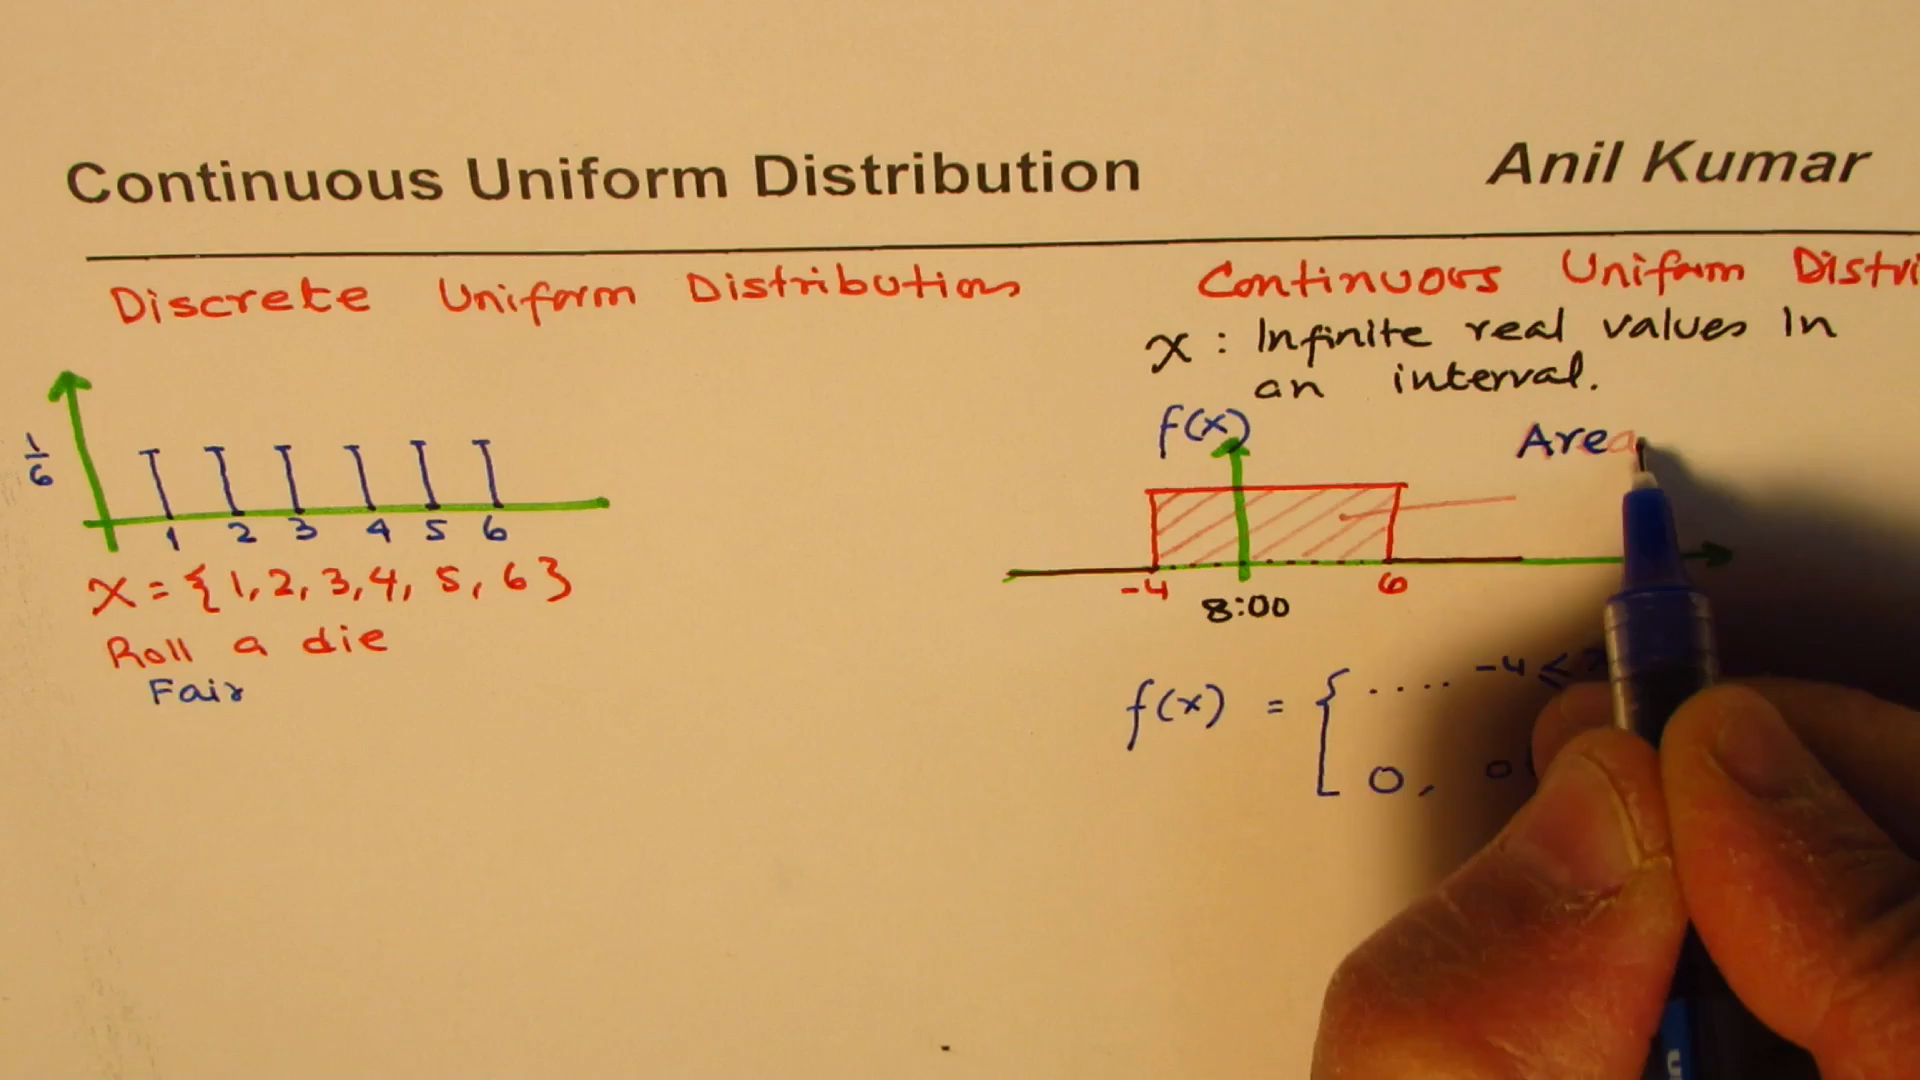 Continuous Uniform Distribution
Anil Kumar
Discrete Uniform Distribution
1/6
1 2 3 4 5 6
X = {1, 2, 3, 4, 5, 6}
Roll a die
Fair
Continuous Uniform Distri
X : Infinite real values in
an interval.
f(x)
Area
-4 6
8:00
f(x) = { .... -4 ≤
0,